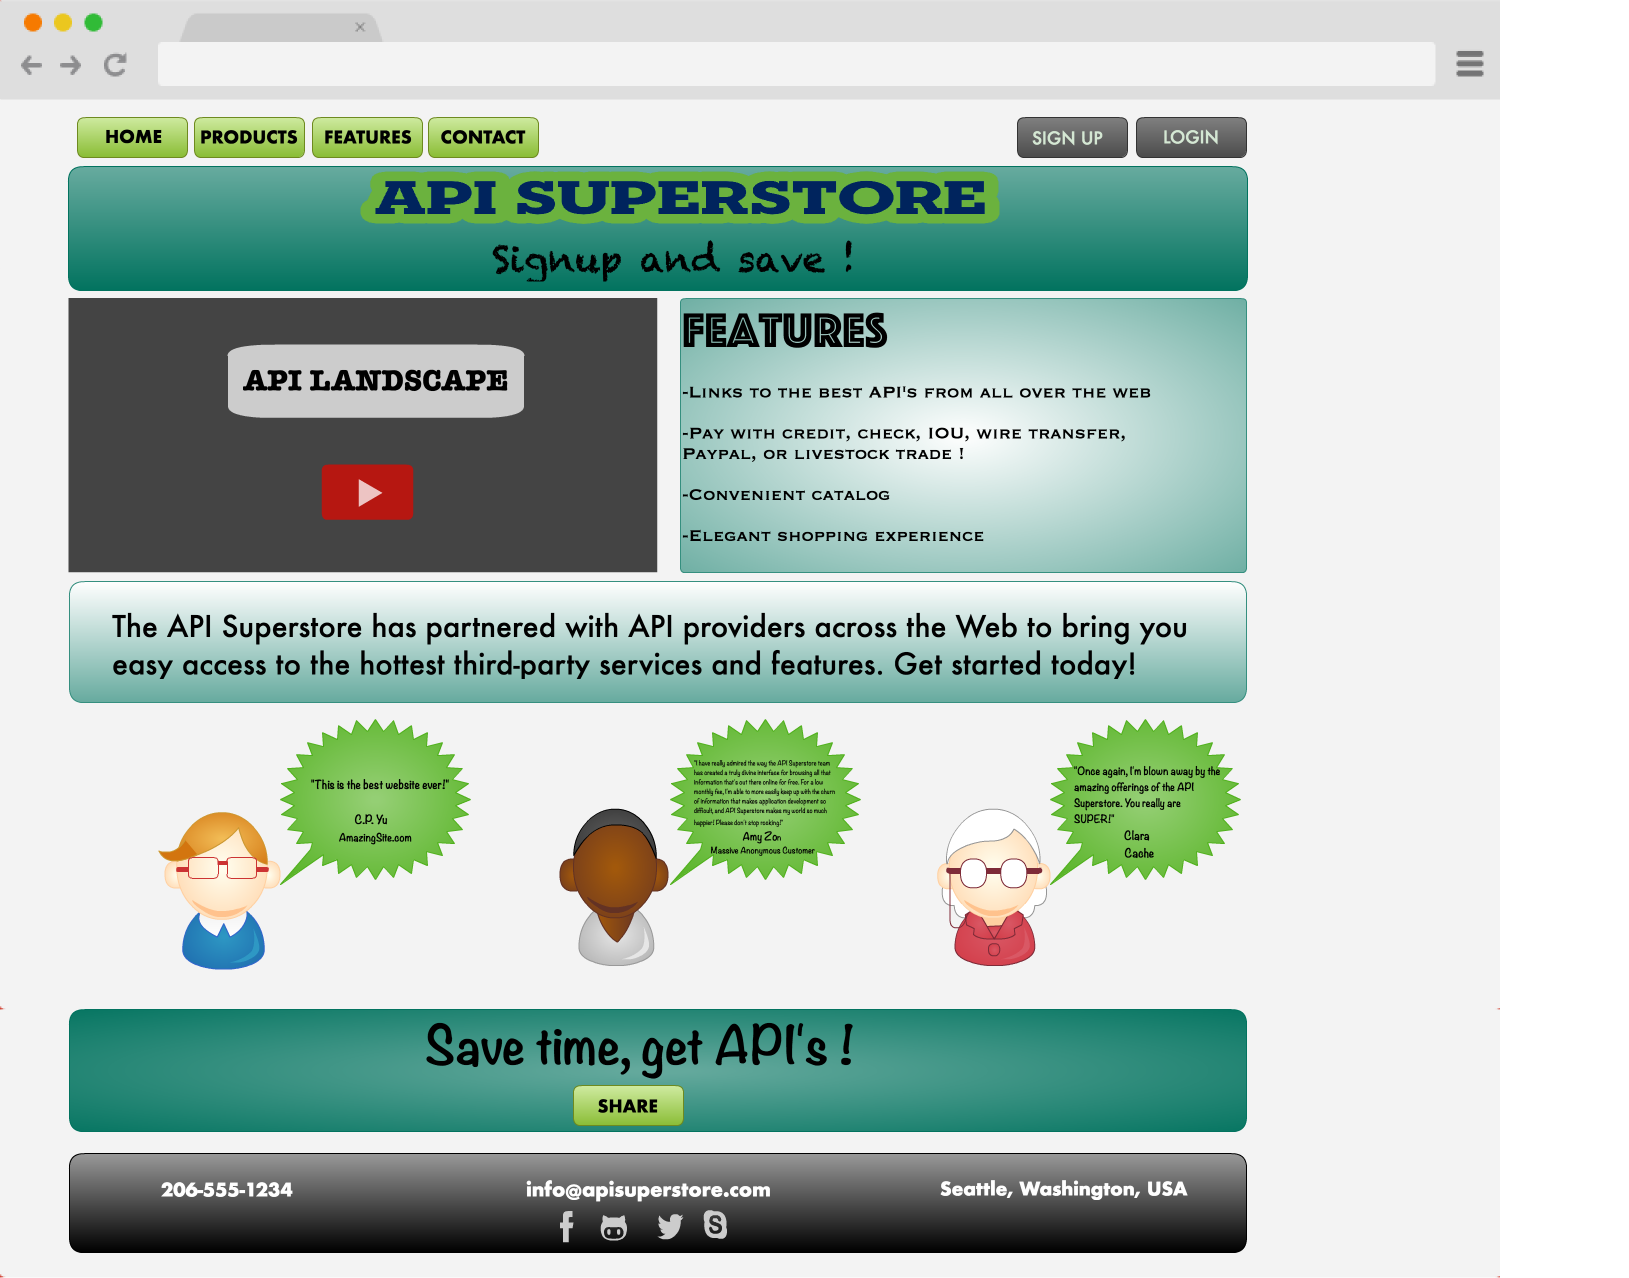 HOME PRODUCTS FEATURES CONTACT SIGN UP LOGIN
API SUPERSTORE
Signup and save !
API LANDSCAPE
FEATURES
-Links to the best API's from all over the web
-Pay with credit, check, IOU, wire transfer,
Paypal, or livestock trade !
-Convenient catalog
-Elegant shopping experience
The API Superstore has partnered with API providers across the Web to bring you
easy access to the hottest third-party services and features. Get started today!
"This is the best website ever!"
C.P. Yu
AmazingSite.com
"I have really admired the way the API Superstore team
has created a truly divine interface for browsing all that
information that's out there online for free. For a low
monthly fee, I'm able to more easily keep up with the churn
of information that makes application development so
difficult, and API Superstore makes my world so much
happier! Please don't stop rocking!"
Amy Zon
Massive Anonymous Customer
"Once again, I'm blown away by the
amazing offerings of the API
Superstore. You really are
SUPER!"
Clara
Cache
Save time, get API's !
SHARE
206-555-1234 info@apisuperstore.com Seattle, Washington, USA